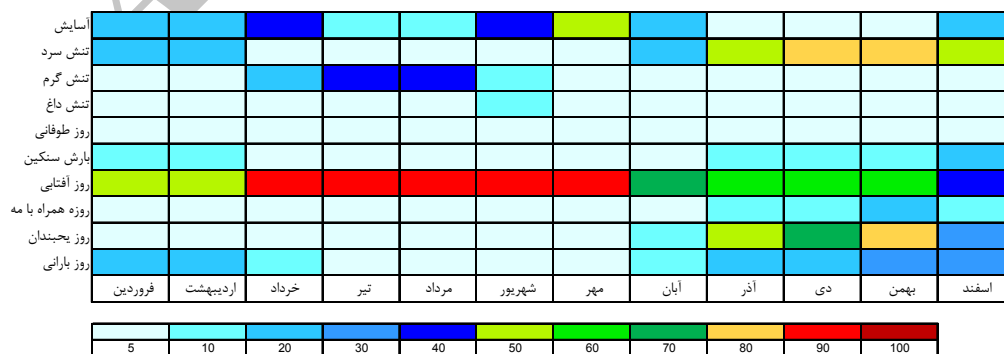 آسایش
تنش سرد
تنش گرم
تنش داغ
روز طوفانی
بارش سنگین
روز آفتابی
روزه همراه با مه
روز یحبندان
روز بارانی
فروردین اردیبهشت خرداد تیر مرداد شهریور مهر آبان آذر دی بهمن اسفند
5 10 20 30 40 50 60 70 80 90 100